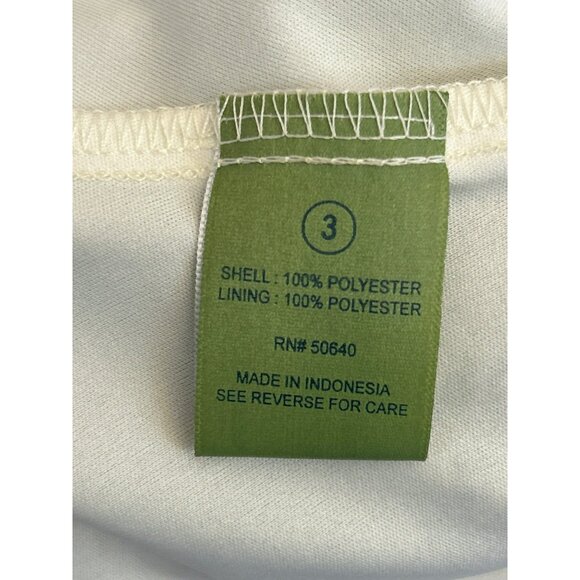 3
SHELL : 100% POLYESTER
LINING : 100% POLYESTER
RN# 50640
MADE IN INDONESIA
SEE REVERSE FOR CARE